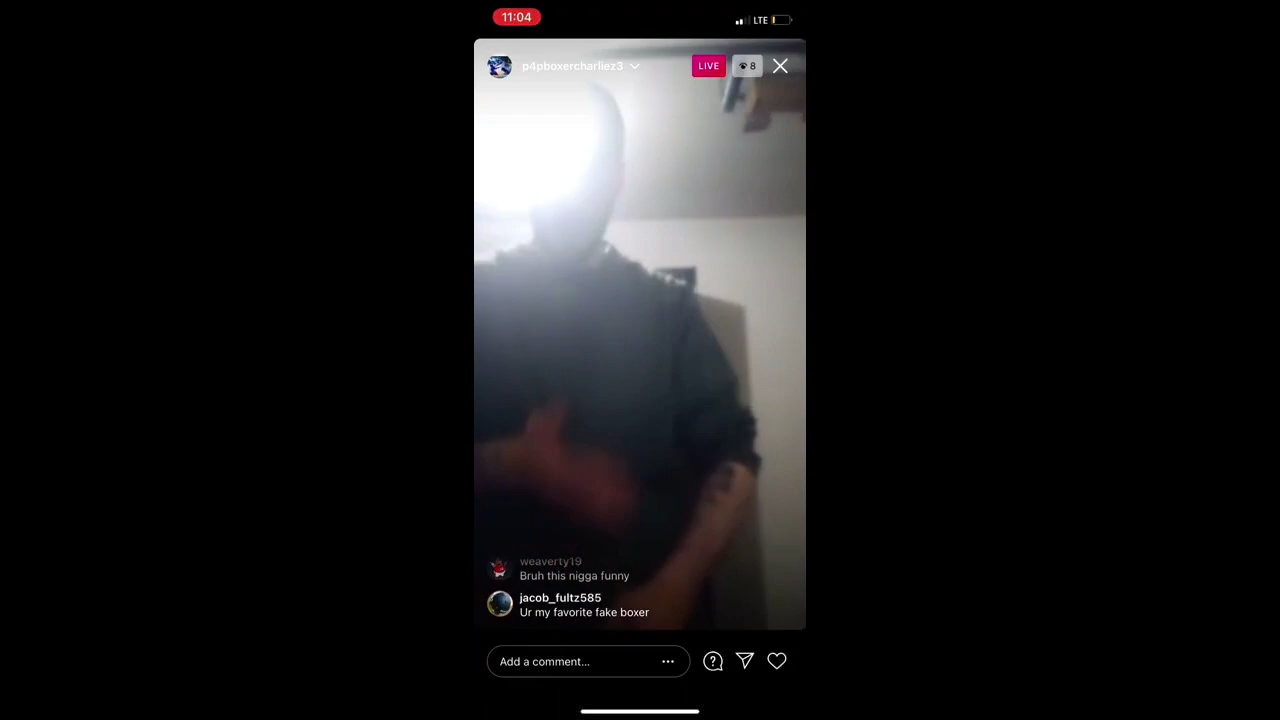 11:04
LTE
p4pboxercharliez3
LIVE
8
weaverty19
Bruh this nigga funny
jacob_fultz585
Ur my favorite fake boxer
Add a comment...